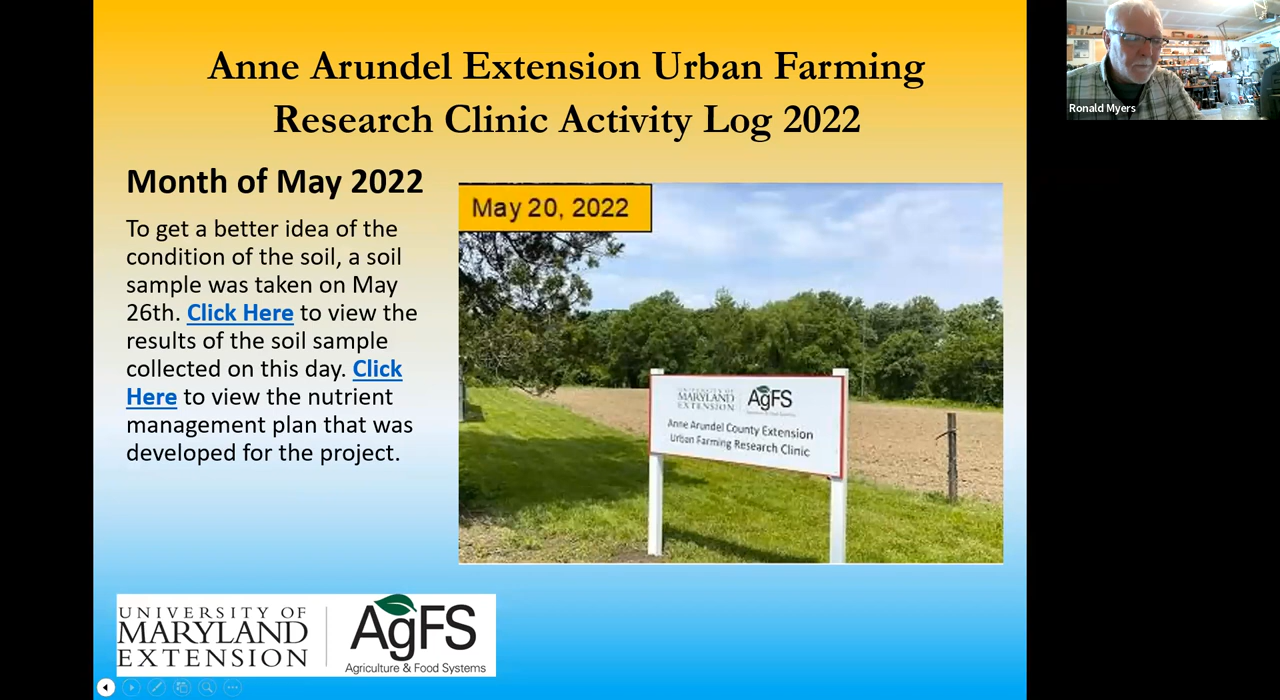 Anne Arundel Extension Urban Farming
Research Clinic Activity Log 2022
Month of May 2022
To get a better idea of the
condition of the soil, a soil
sample was taken on May
26th. Click Here to view the
results of the soil sample
collected on this day. Click
Here to view the nutrient
management plan that was
developed for the project.
May 20, 2022
UNIVERSITY OF
MARYLAND
EXTENSION
AgFS
Anne Arundel County Extension
Urban Farming Research Clinic
UNIVERSITY OF
MARYLAND
EXTENSION
AgFS
Agriculture & Food Systems
Ronald Myers